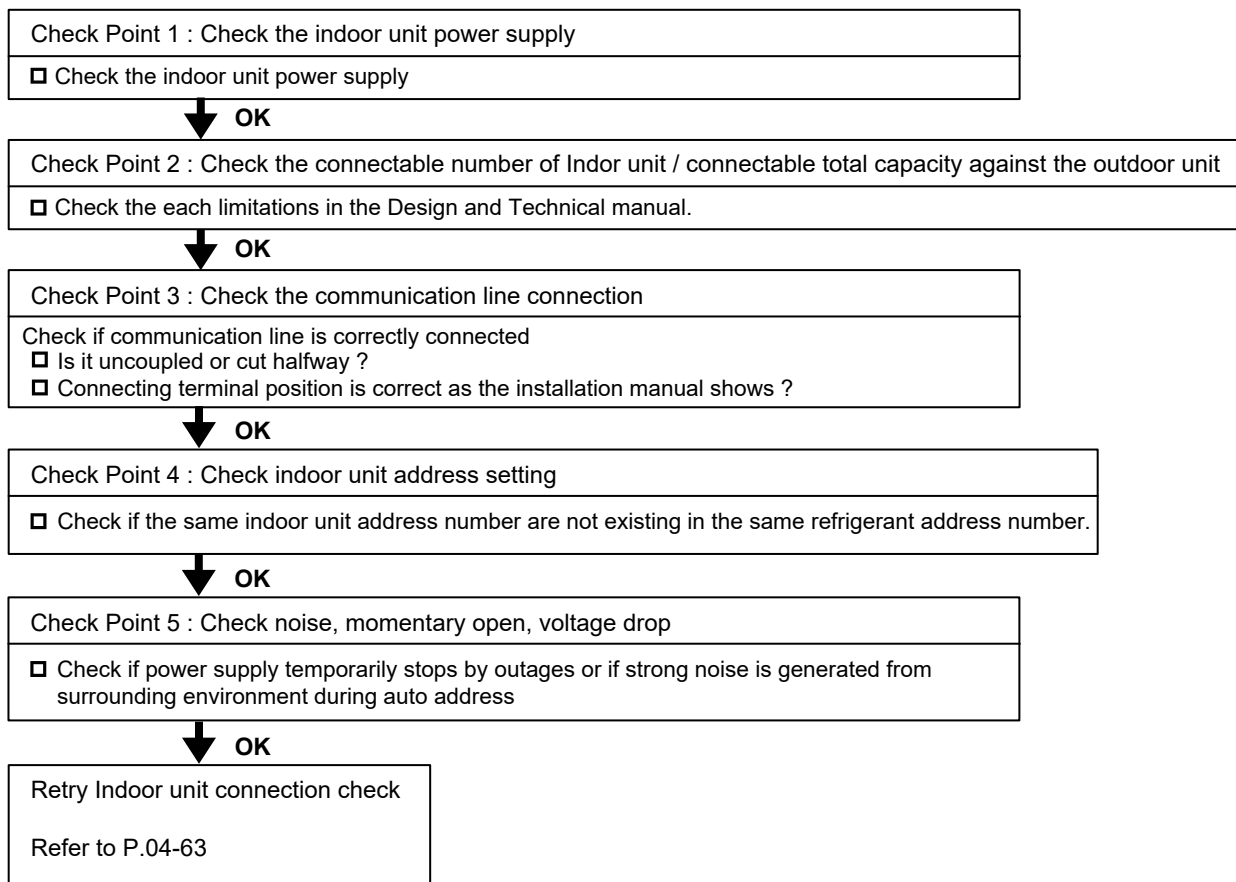 Check Point 1 : Check the indoor unit power supply
Check the indoor unit power supply
OK
Check Point 2 : Check the connectable number of Indor unit / connectable total capacity against the outdoor unit
Check the each limitations in the Design and Technical manual.
OK
Check Point 3 : Check the communication line connection
Check if communication line is correctly connected
Is it uncoupled or cut halfway ?
Connecting terminal position is correct as the installation manual shows ?
OK
Check Point 4 : Check indoor unit address setting
Check if the same indoor unit address number are not existing in the same refrigerant address number.
OK
Check Point 5 : Check noise, momentary open, voltage drop
Check if power supply temporarily stops by outages or if strong noise is generated from
surrounding environment during auto address
OK
Retry Indoor unit connection check
Refer to P.04-63